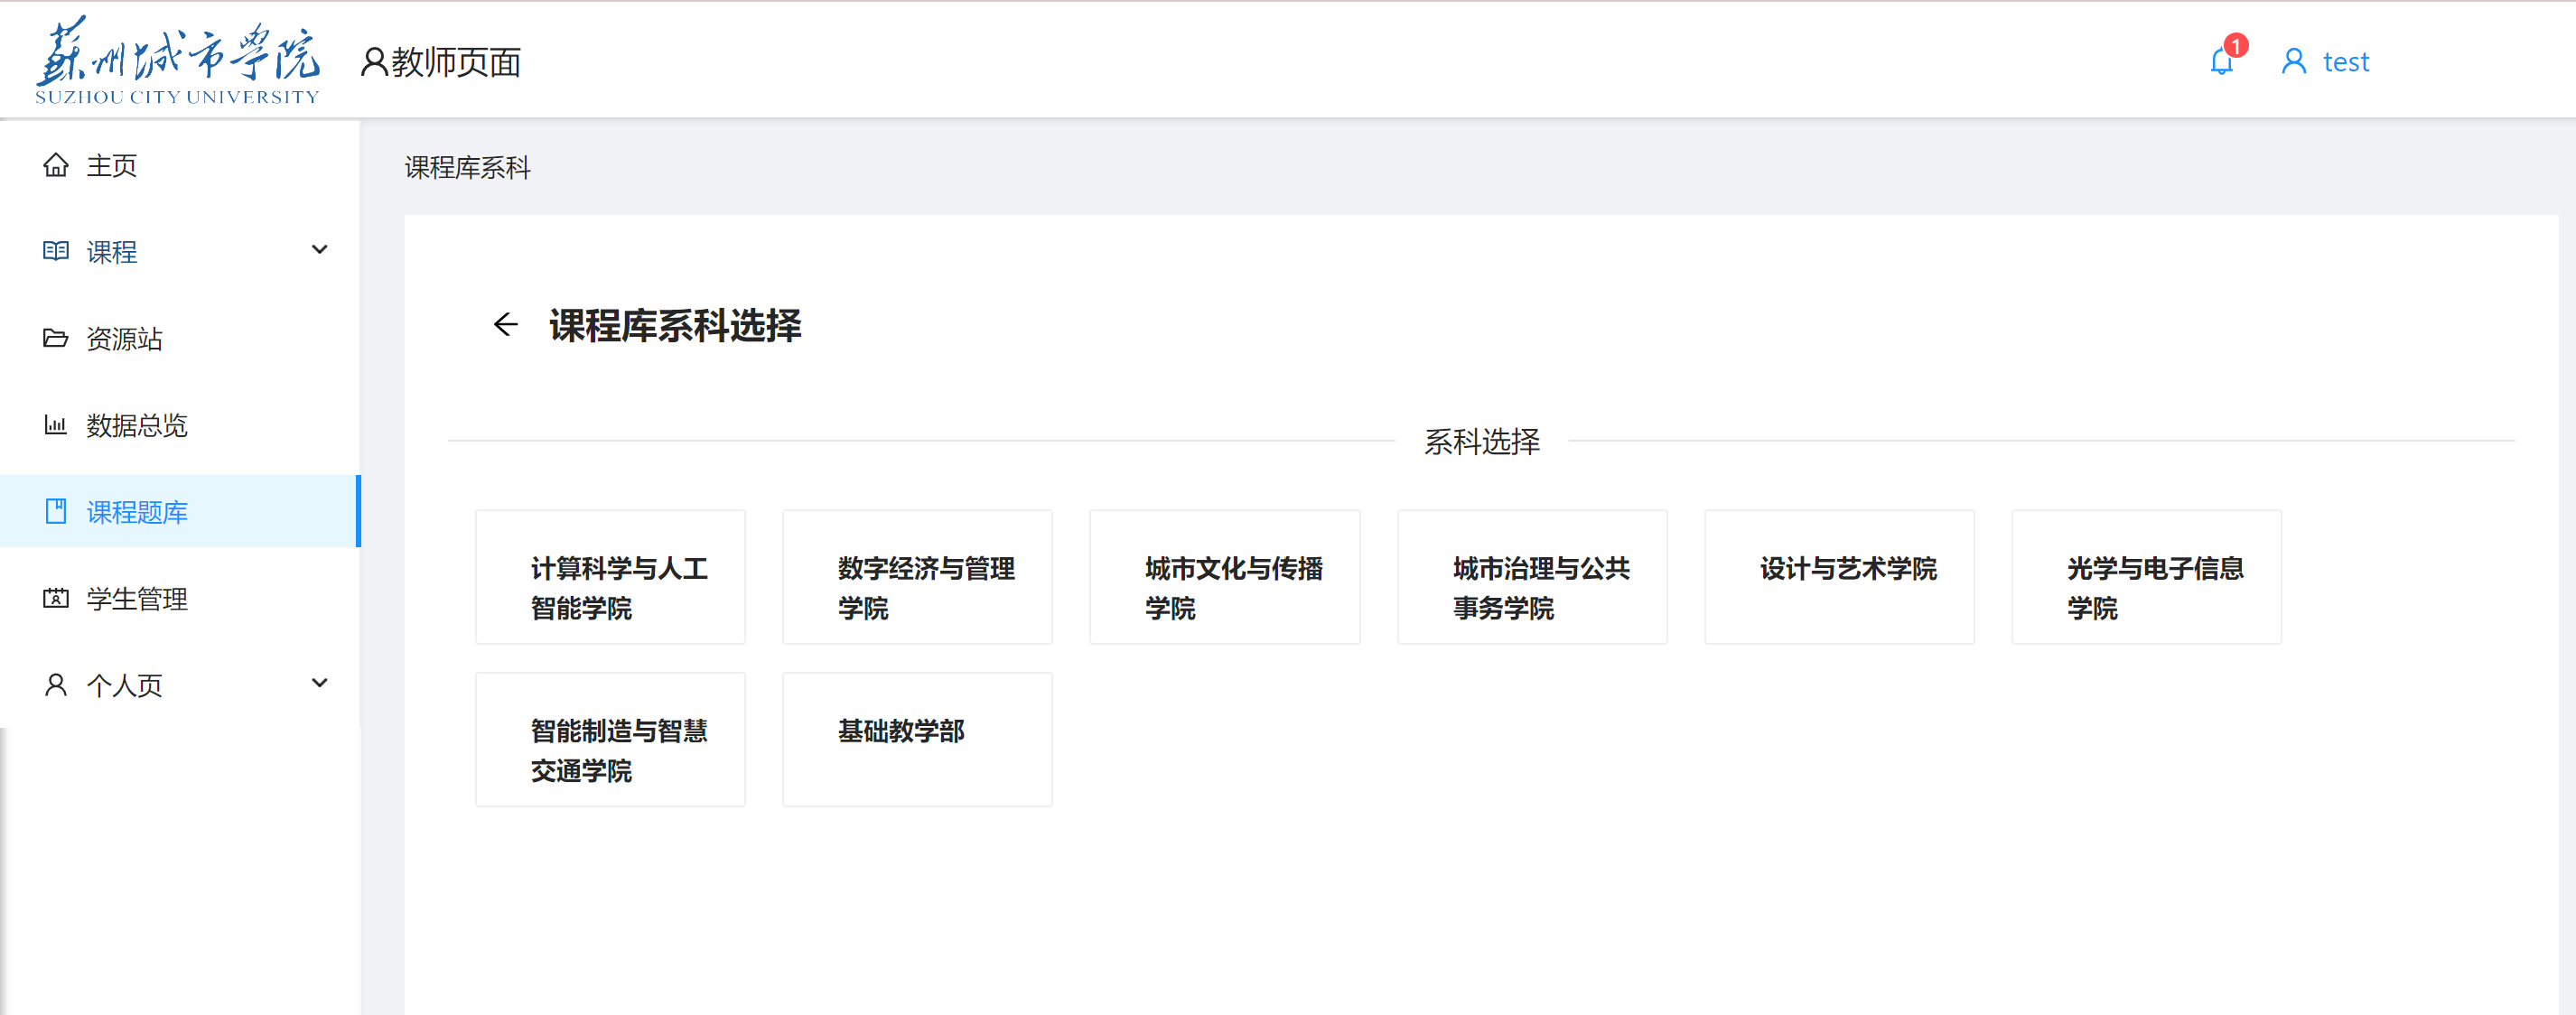 蘇州城市學院
SUZHOU CITY UNIVERSITY
教师页面
1
test
主页
课程
资源站
数据总览
课程题库
学生管理
个人页
课程库系科
课程库系科选择
系科选择
计算科学与人工
智能学院
数字经济与管理
学院
城市文化与传播
学院
城市治理与公共
事务学院
设计与艺术学院
光学与电子信息
学院
智能制造与智慧
交通学院
基础教学部